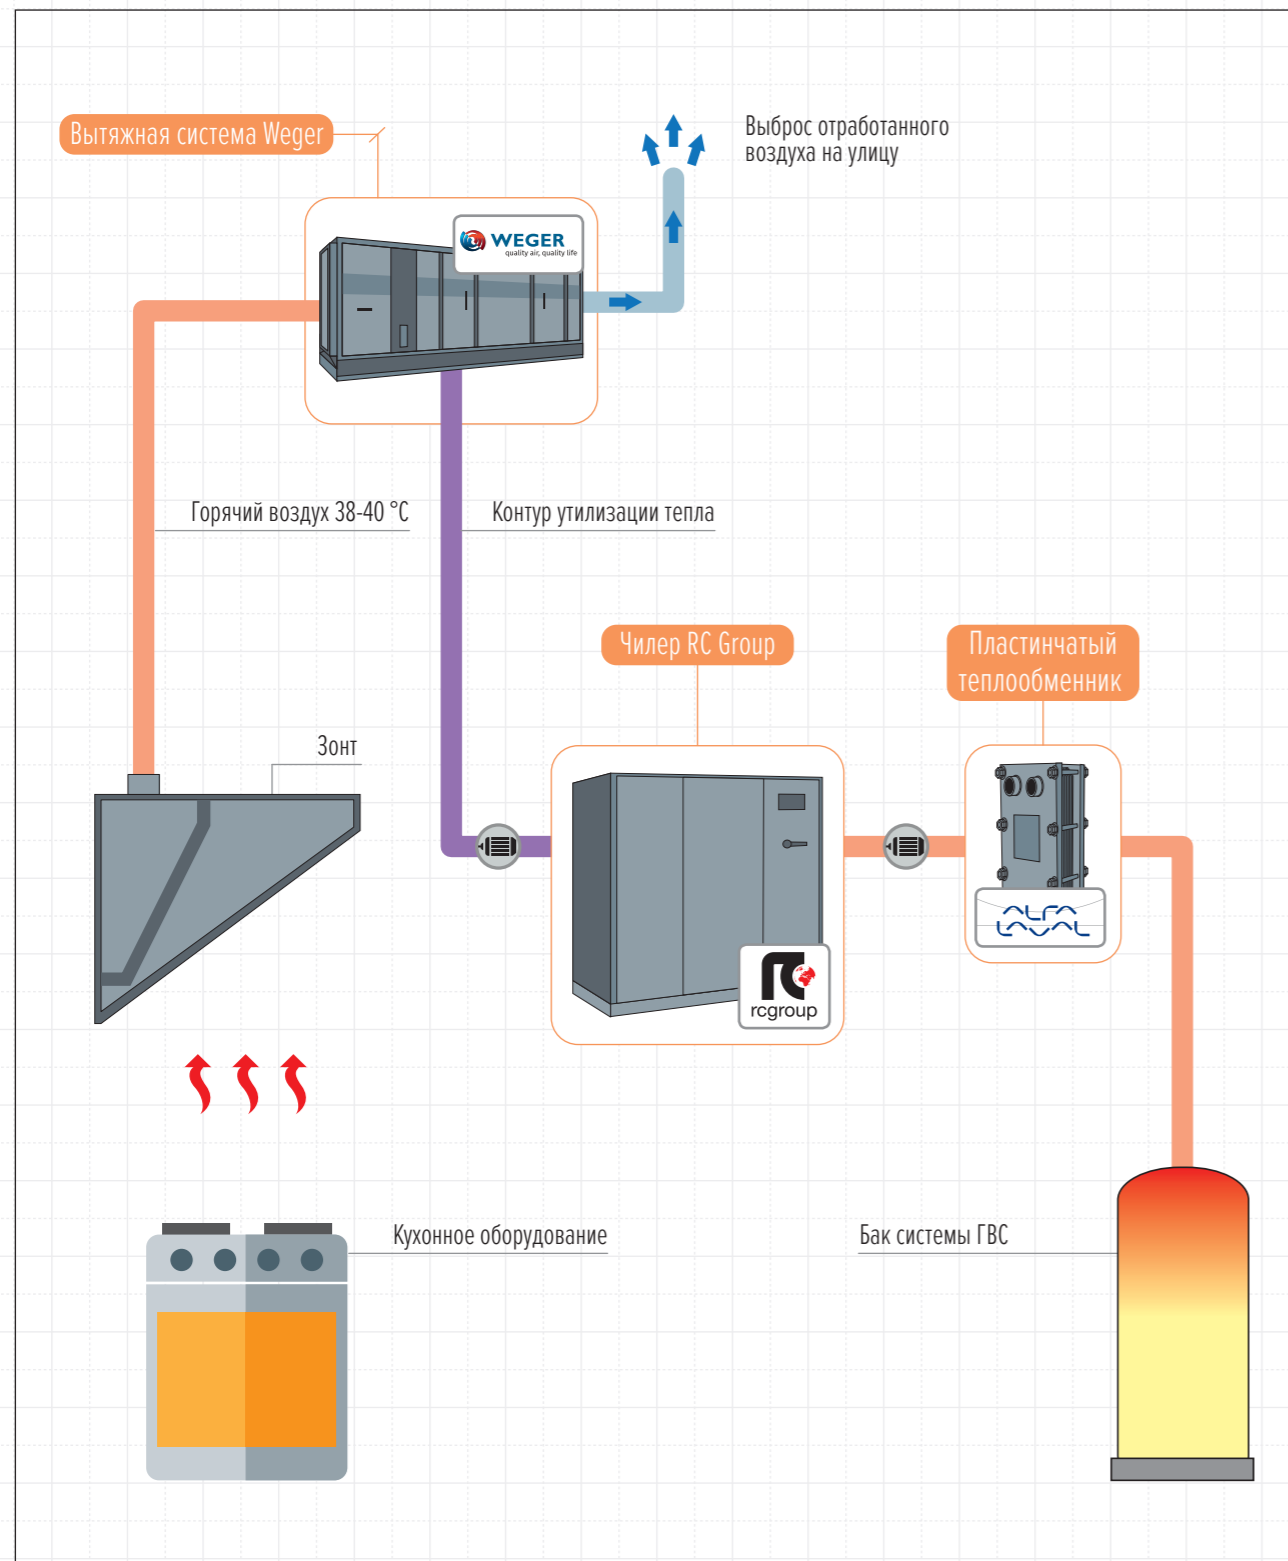 Вытяжная система Weger
Выброс отработанного
воздуха на улицу
WEGER
quality air, quality life
Горячий воздух 38-40 °C
Контур утилизации тепла
Чилер RC Group
Пластинчатый
теплообменник
Зонт
ALFA
LAVAL
rc
rcgroup
Кухонное оборудование
Бак системы ГВС